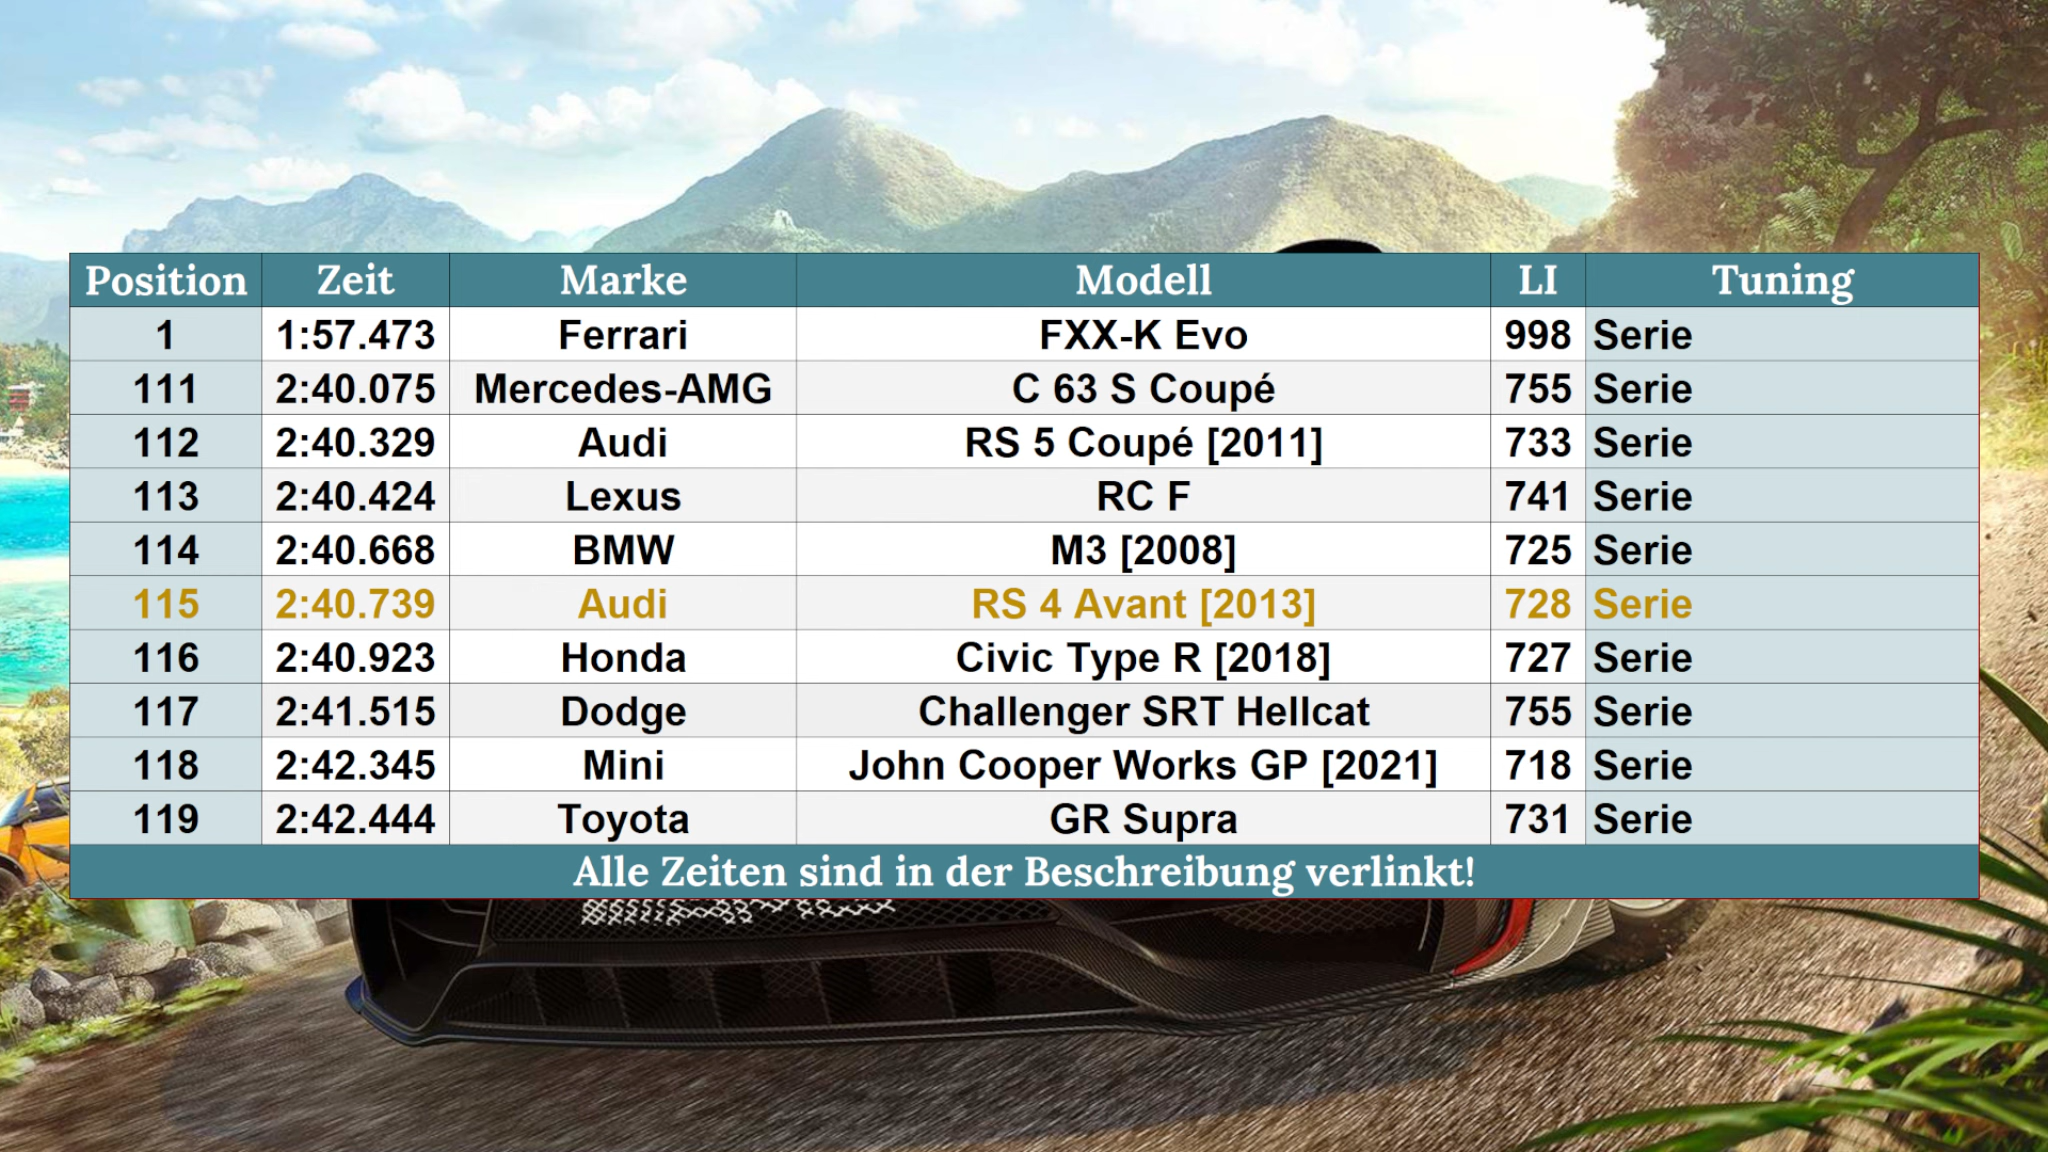 Position Zeit Marke Modell LI Tuning
1 1:57.473 Ferrari FXX-K Evo 998 Serie
111 2:40.075 Mercedes-AMG C 63 S Coupé 755 Serie
112 2:40.329 Audi RS 5 Coupé [2011] 733 Serie
113 2:40.424 Lexus RC F 741 Serie
114 2:40.668 BMW M3 [2008] 725 Serie
115 2:40.739 Audi RS 4 Avant [2013] 728 Serie
116 2:40.923 Honda Civic Type R [2018] 727 Serie
117 2:41.515 Dodge Challenger SRT Hellcat 755 Serie
118 2:42.345 Mini John Cooper Works GP [2021] 718 Serie
119 2:42.444 Toyota GR Supra 731 Serie
Alle Zeiten sind in der Beschreibung verlinkt!